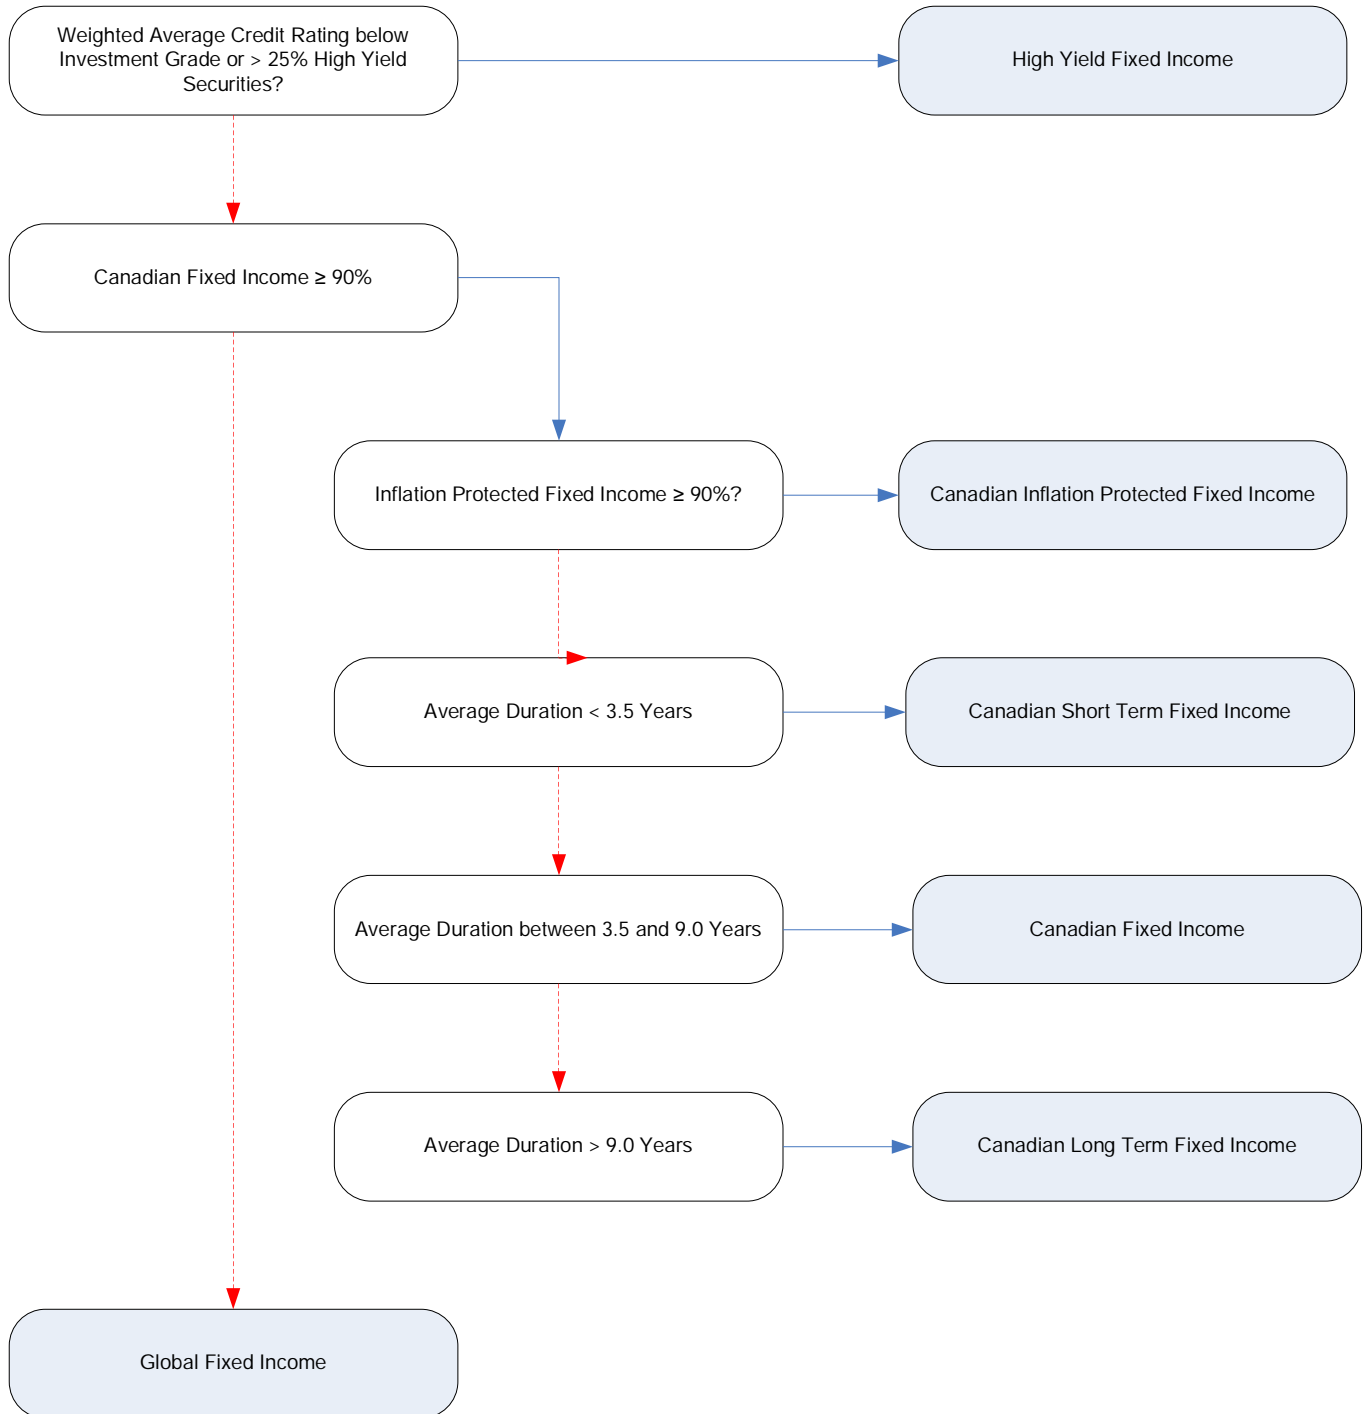 Weighted Average Credit Rating below
Investment Grade or > 25% High Yield
Securities?
High Yield Fixed Income
Canadian Fixed Income ≥ 90%
Inflation Protected Fixed Income ≥ 90%?
Canadian Inflation Protected Fixed Income
Average Duration < 3.5 Years
Canadian Short Term Fixed Income
Average Duration between 3.5 and 9.0 Years
Canadian Fixed Income
Average Duration > 9.0 Years
Canadian Long Term Fixed Income
Global Fixed Income